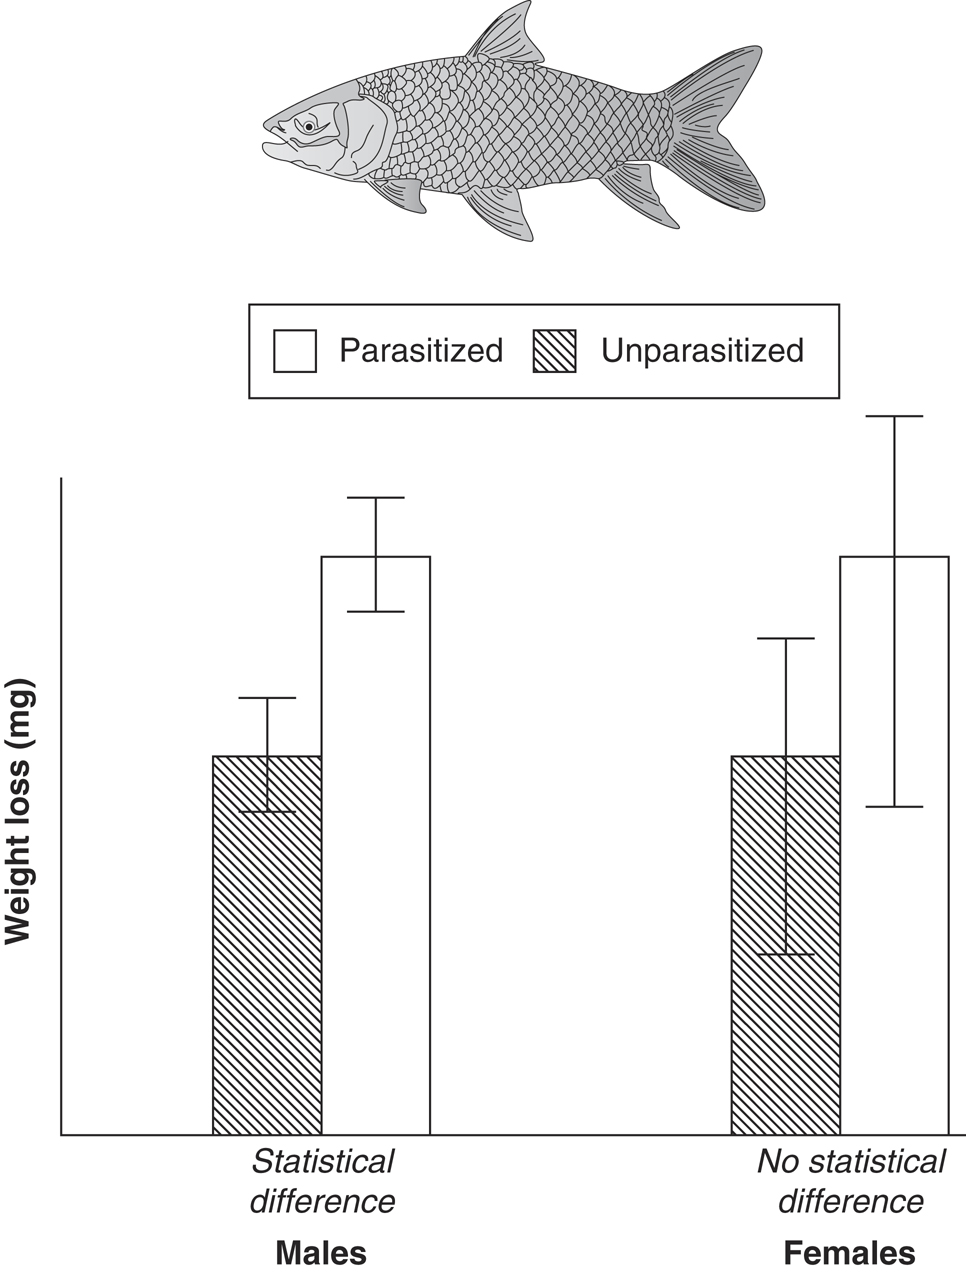 Parasitized Unparasitized
Weight loss (mg)
Statistical
difference
Males
No statistical
difference
Females